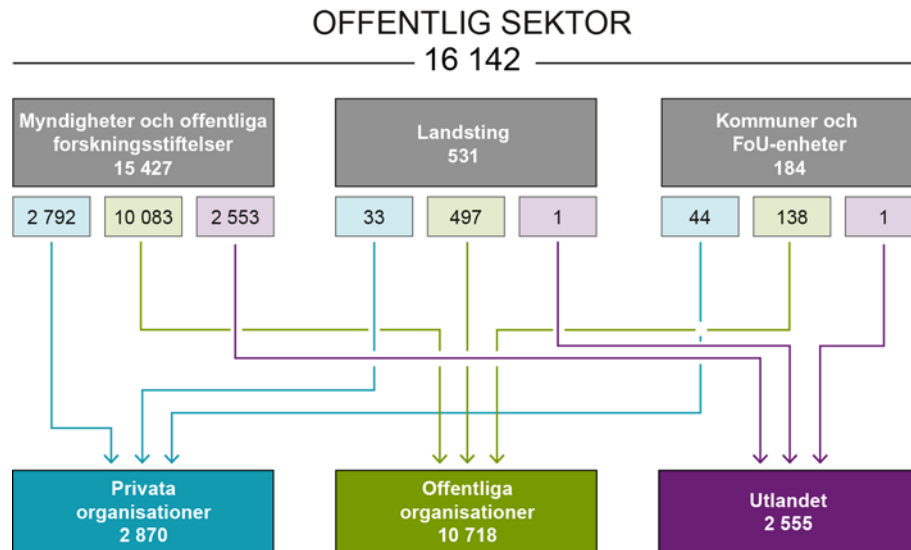 OFFENTLIG SEKTOR
16 142
Myndigheter och offentliga
forskningsstiftelser
15 427
Landsting
531
Kommuner och
FoU-enheter
184
2 792
10 083
2 553
33
497
1
44
138
1
Privata
organisationer
2 870
Offentliga
organisationer
10 718
Utlandet
2 555